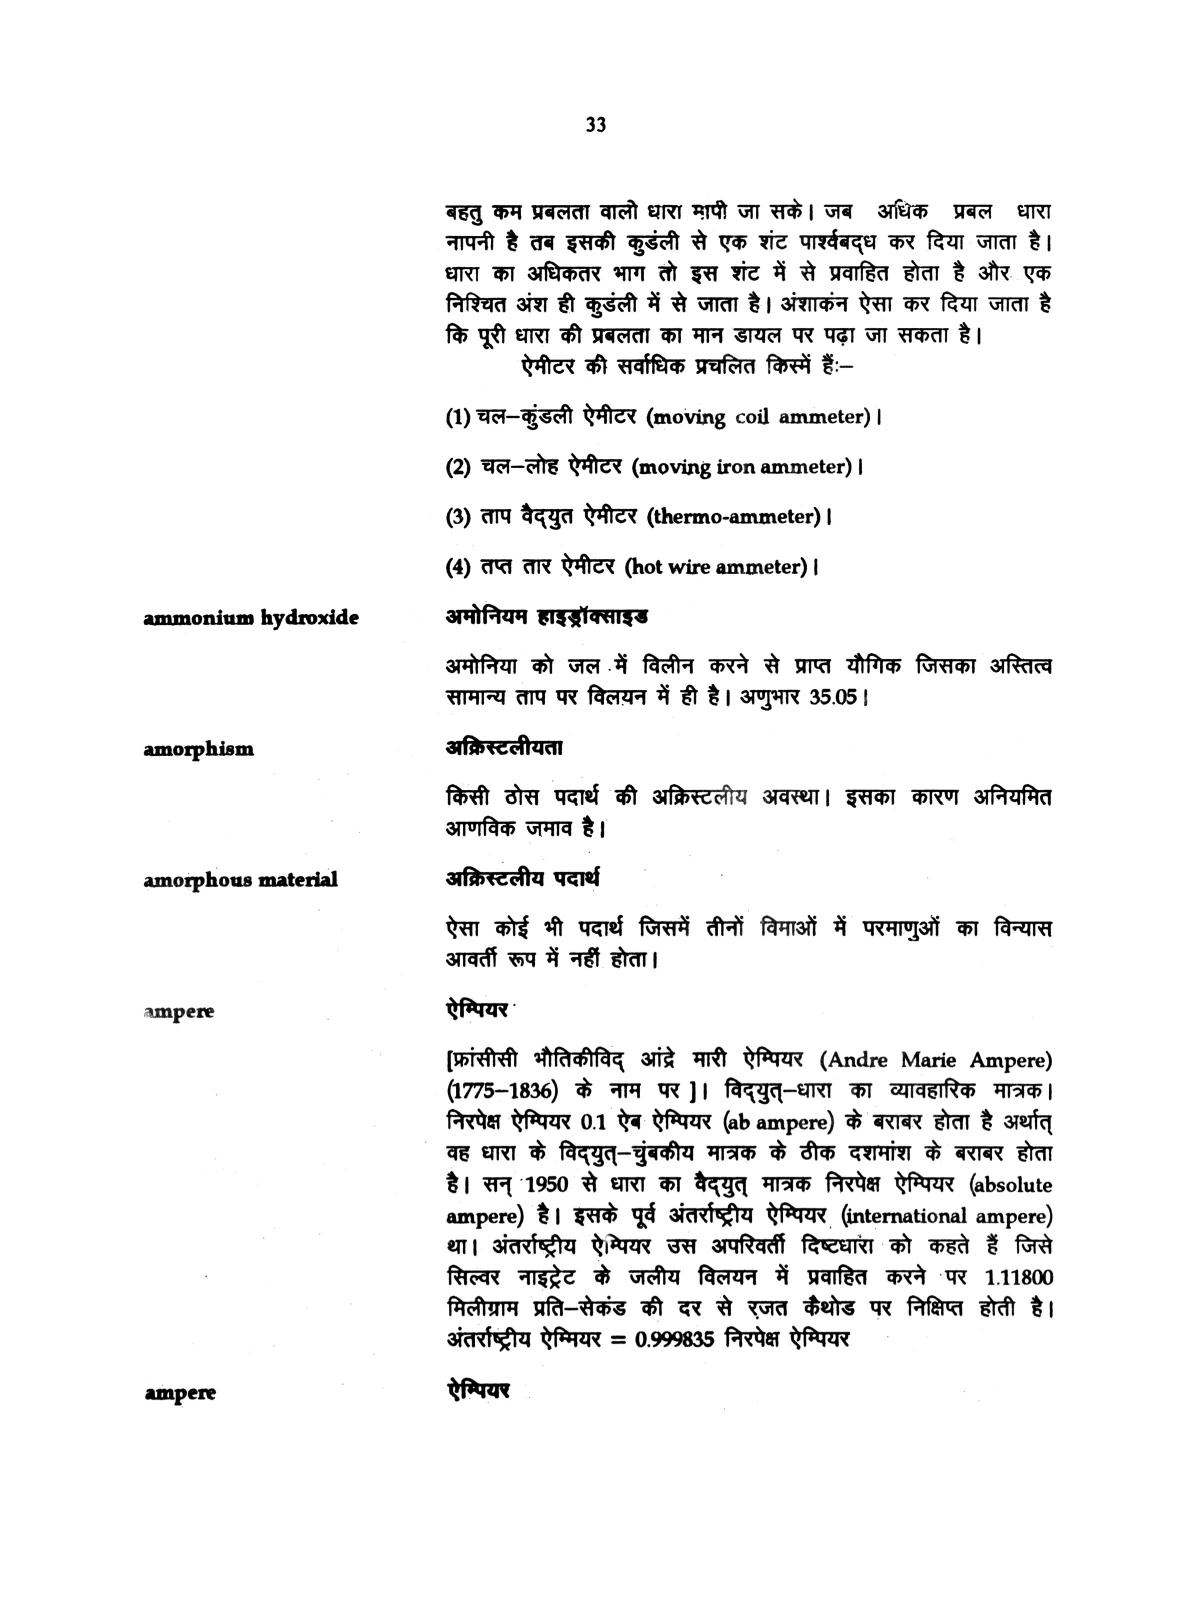 33
बहतु कम प्रबलता वालो धारा मापी जा सके। जब अधिक प्रबल धारा
नापनी है तब इसकी कुडंली से एक शंट पार्श्वबद्ध कर दिया जाता है।
धारा का अधिकतर भाग तो इस शंट में से प्रवाहित होता है और एक
निश्चित अंश ही कुडंली में से जाता है। अंशाकंन ऐसा कर दिया जाता है
कि पूरी धारा की प्रबलता का मान डायल पर पढ़ा जा सकता है।
ऐमीटर की सर्वाधिक प्रचलित किस्में हैं:–
(1) चल–कुंडली ऐमीटर (moving coil ammeter)।
(2) चल–लोह ऐमीटर (moving iron ammeter)।
(3) ताप वैद्युत ऐमीटर (thermo-ammeter)।
(4) तप्त तार ऐमीटर (hot wire ammeter)।
ammonium hydroxide अमोनियम हाइड्रॉक्साइड
अमोनिया को जल में विलीन करने से प्राप्त यौगिक जिसका अस्तित्व
सामान्य ताप पर विलयन में ही है। अणुभार 35.05।
amorphism अक्रिस्टलीयता
किसी ठोस पदार्थ की अक्रिस्टलीय अवस्था। इसका कारण अनियमित
आणविक जमाव है।
amorphous material अक्रिस्टलीय पदार्थ
ऐसा कोई भी पदार्थ जिसमें तीनों विमाओं में परमाणुओं का विन्यास
आवर्ती रूप में नहीं होता।
ampere ऐम्पियर
[फ्रांसीसी भौतिकीविद् आंद्रे मारी ऐम्पियर (Andre Marie Ampere)
(1775–1836) के नाम पर ]। विद्युत्–धारा का व्यावहारिक मात्रक।
निरपेक्ष ऐम्पियर 0.1 ऐब ऐम्पियर (ab ampere) के बराबर होता है अर्थात्
वह धारा के विद्युत्–चुंबकीय मात्रक के ठीक दशमांश के बराबर होता
है। सन् 1950 से धारा का वैद्युत् मात्रक निरपेक्ष ऐम्पियर (absolute
ampere) है। इसके पूर्व अंतर्राष्ट्रीय ऐम्पियर (international ampere)
था। अंतर्राष्ट्रीय ऐम्पियर उस अपरिवर्ती दिष्टधारा को कहते हैं जिसे
सिल्वर नाइट्रेट के जलीय विलयन में प्रवाहित करने पर 1.11800
मिलीग्राम प्रति–सेकंड की दर से रजत कैथोड पर निक्षिप्त होती है।
अंतर्राष्ट्रीय ऐम्मियर = 0.999835 निरपेक्ष ऐम्पियर
ampere ऐम्पियर